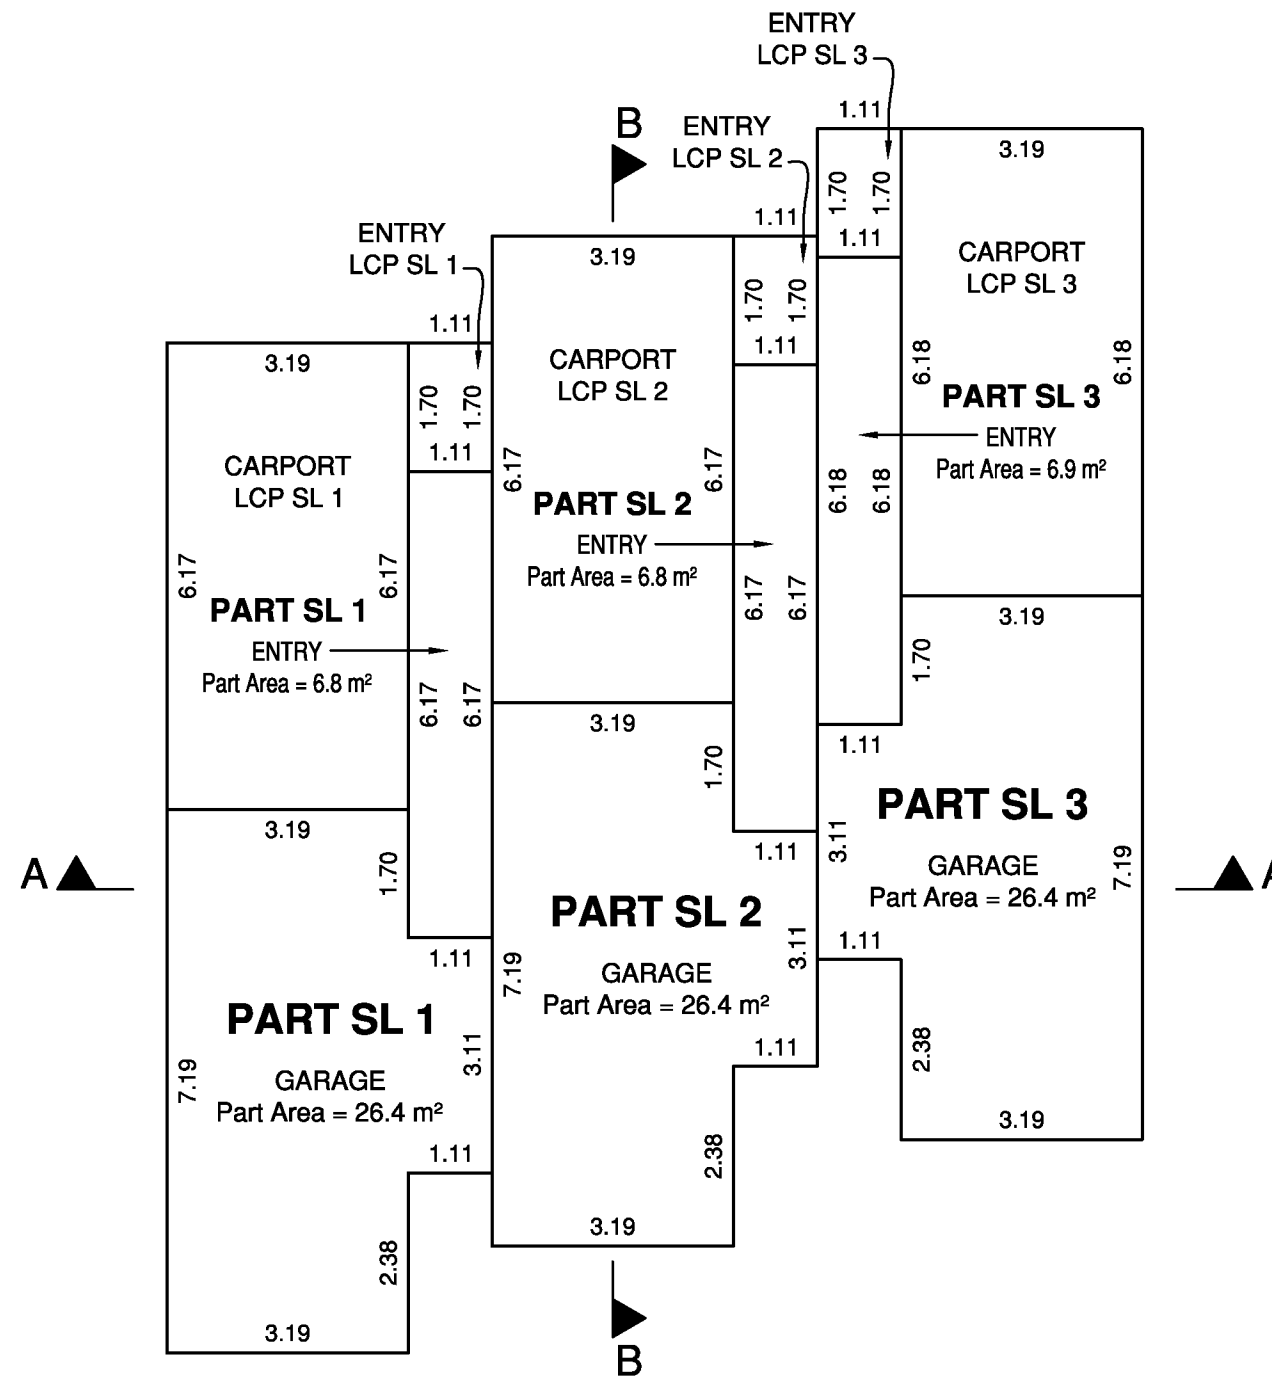 ENTRY
LCP SL 3
1.11
3.19
1.70
1.70
1.11
CARPORT
LCP SL 3
6.18
6.18
PART SL 3
ENTRY
Part Area = 6.9 m²
6.18
6.18
3.19
1.70
1.11
PART SL 3
3.11
GARAGE
Part Area = 26.4 m²
7.19
1.11
2.38
3.19
B
ENTRY
LCP SL 2
1.11
3.19
1.70
1.70
1.11
CARPORT
LCP SL 2
6.17
6.17
PART SL 2
ENTRY
Part Area = 6.8 m²
6.17
6.17
3.19
1.70
1.11
PART SL 2
3.11
7.19
GARAGE
Part Area = 26.4 m²
1.11
2.38
3.19
B
ENTRY
LCP SL 1
1.11
3.19
1.70
1.70
1.11
CARPORT
LCP SL 1
6.17
6.17
PART SL 1
ENTRY
Part Area = 6.8 m²
6.17
6.17
3.19
1.70
1.11
PART SL 1
3.11
7.19
GARAGE
Part Area = 26.4 m²
1.11
2.38
3.19
A
A